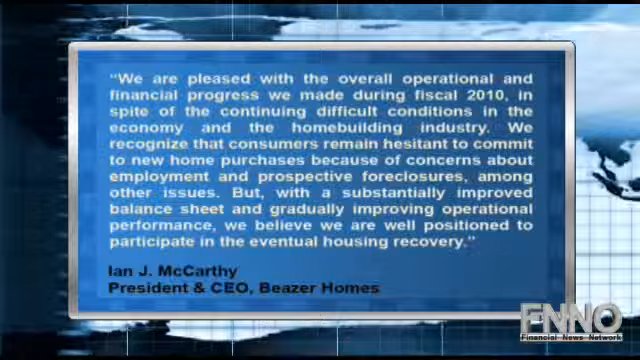 “We are pleased with the overall operational and
financial progress we made during fiscal 2010, in
spite of the continuing difficult conditions in the
economy and the homebuilding industry. We
recognize that consumers remain hesitant to commit
to new home purchases because of concerns about
employment and prospective foreclosures, among
other issues. But, with a substantially improved
balance sheet and gradually improving operational
performance, we believe we are well positioned to
participate in the eventual housing recovery.”
Ian J. McCarthy
President & CEO, Beazer Homes
FNNO
Financial News Network